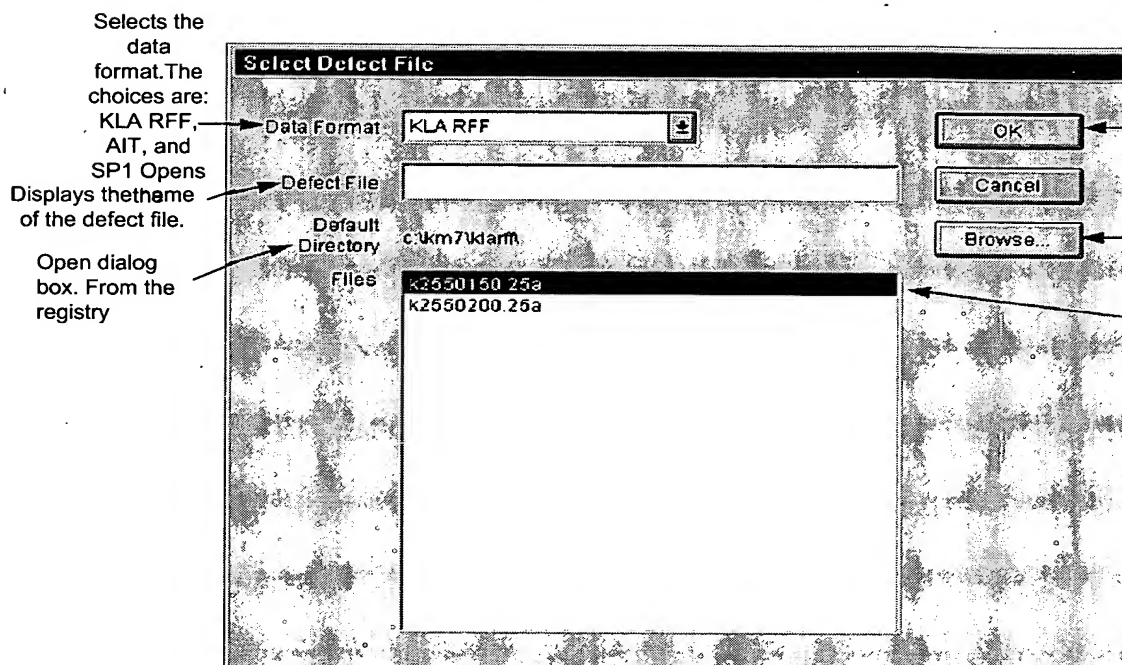 Selects the
data
format.The
choices are:
KLA RFF,
AIT, and
SP1 Opens
Displays thetheme
of the defect file.
Open dialog
box. From the
registry
Select Defect File
Data Format
KLA RFF
OK
Defect File
Cancel
Default
Directory
c:\km7\klarff\
Browse...
Files
k2550150.25a
k2550200.25a